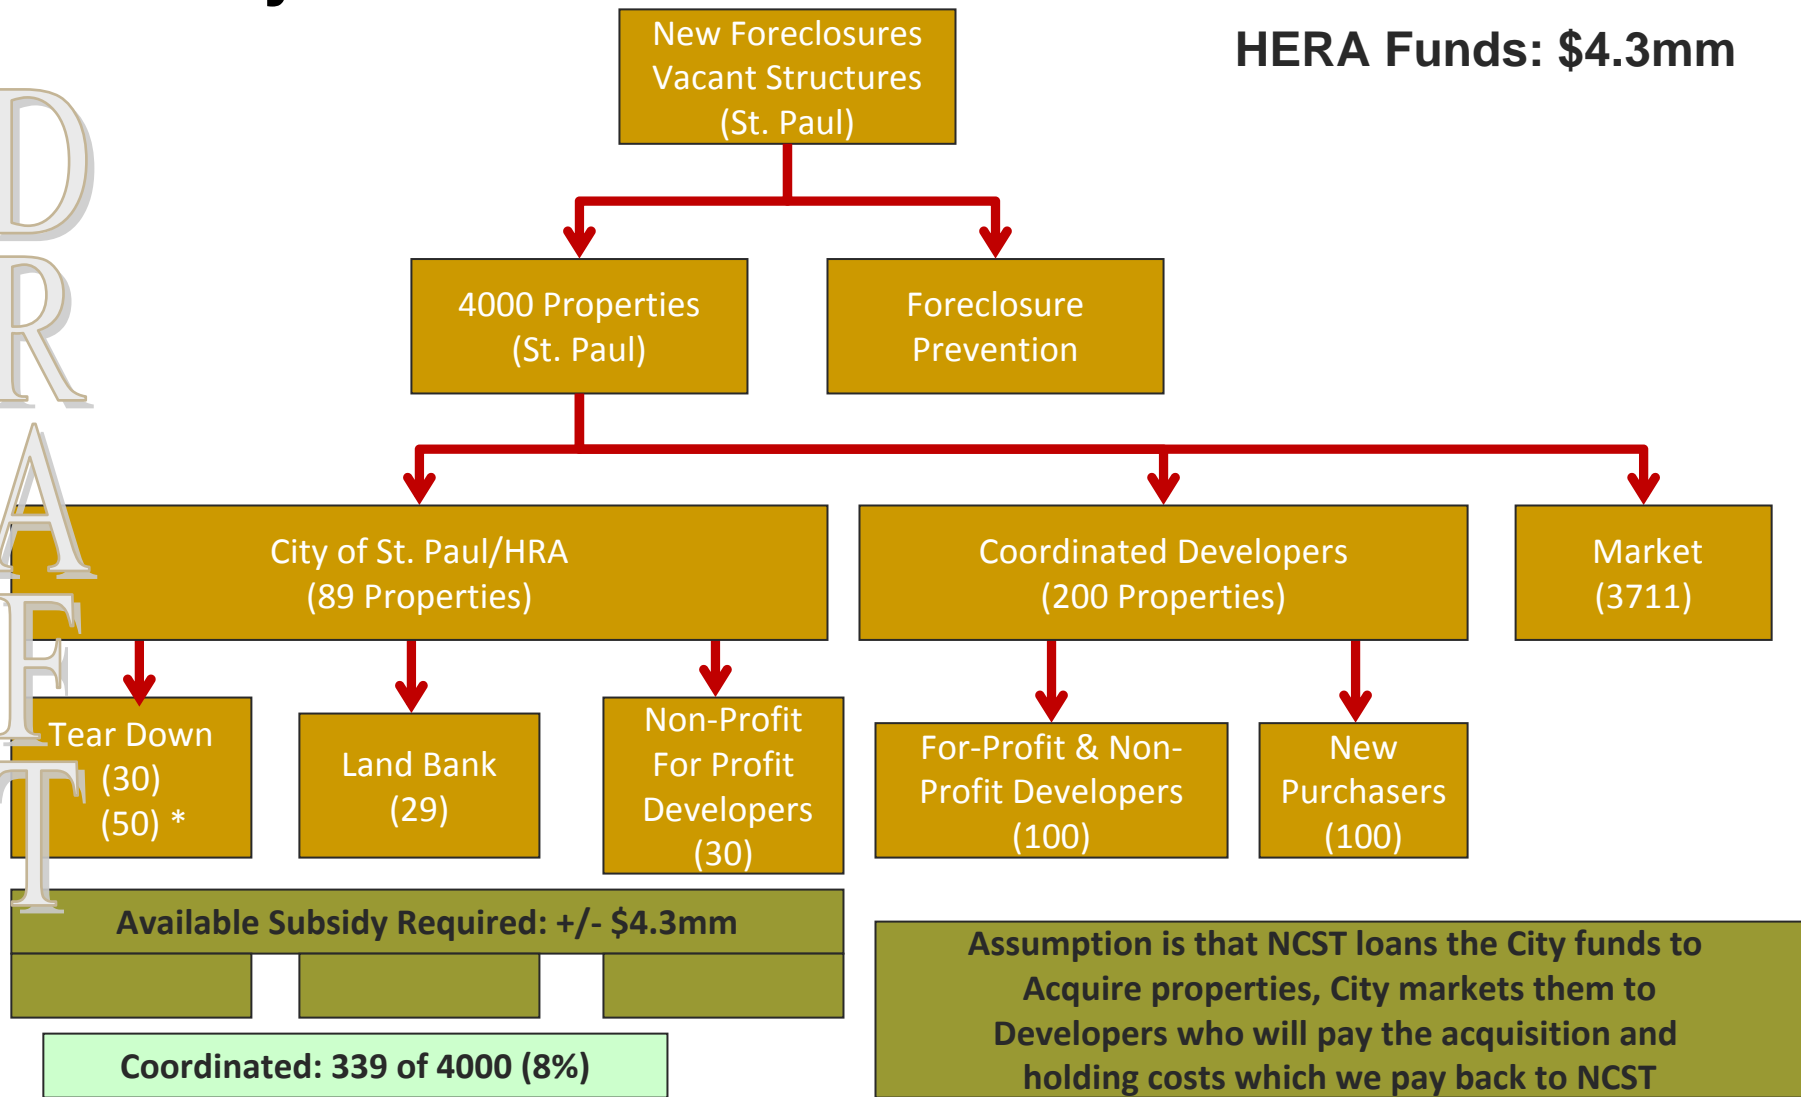 HERA Funds: $4.3mm
New Foreclosures
Vacant Structures
(St. Paul)
4000 Properties
(St. Paul)
Foreclosure
Prevention
City of St. Paul/HRA
(89 Properties)
Coordinated Developers
(200 Properties)
Market
(3711)
Tear Down
(30)
(50) *
Land Bank
(29)
Non-Profit
For Profit
Developers
(30)
For-Profit & Non-
Profit Developers
(100)
New
Purchasers
(100)
Available Subsidy Required: +/- $4.3mm
Assumption is that NCST loans the City funds to
Acquire properties, City markets them to
Developers who will pay the acquisition and
holding costs which we pay back to NCST
Coordinated: 339 of 4000 (8%)
DRAFT